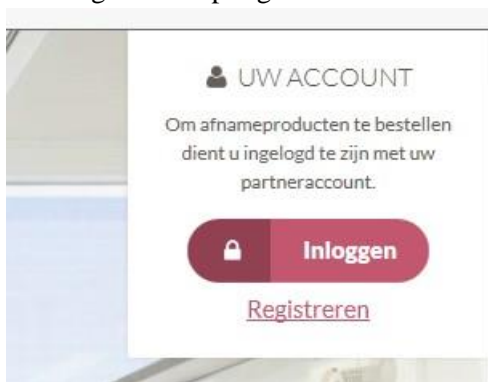 UW ACCOUNT
Om afnameproducten te bestellen
dient u ingelogd te zijn met uw
partneraccount.
Inloggen
Registreren